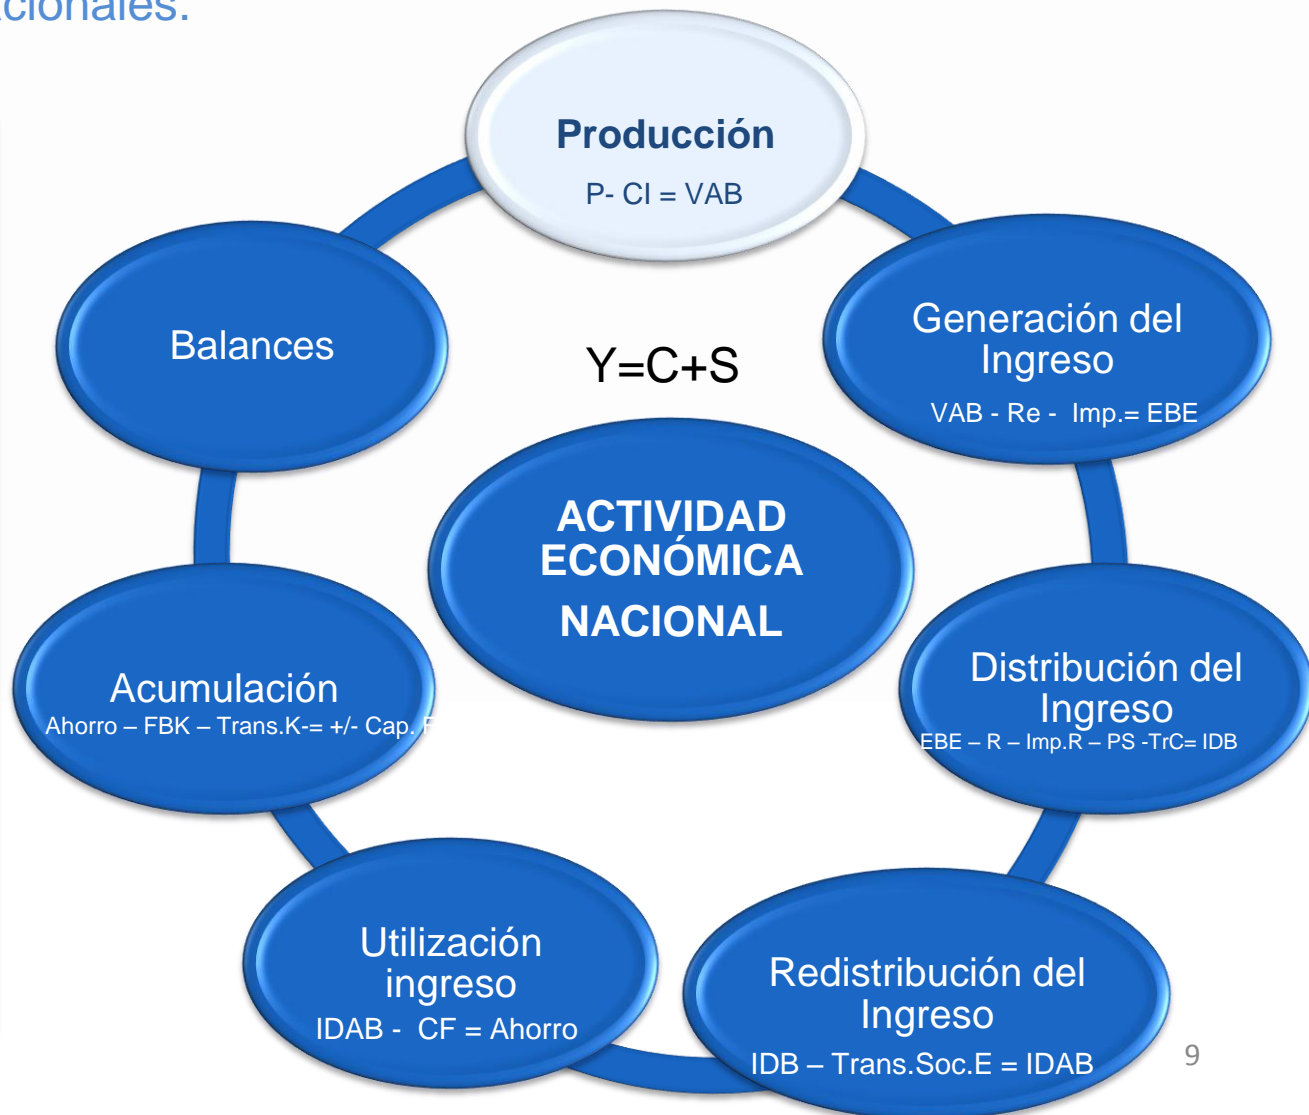 acionales.
Producción
P- CI = VAB
Generación del
Ingreso
VAB - Re - Imp.= EBE
Balances
Y=C+S
ACTIVIDAD
ECONÓMICA
NACIONAL
Distribución del
Ingreso
EBE – R – Imp.R – PS -TrC= IDB
Acumulación
Ahorro – FBK – Trans.K-= +/- Cap. F
Utilización
ingreso
IDAB - CF = Ahorro
Redistribución del
Ingreso
IDB – Trans.Soc.E = IDAB
9